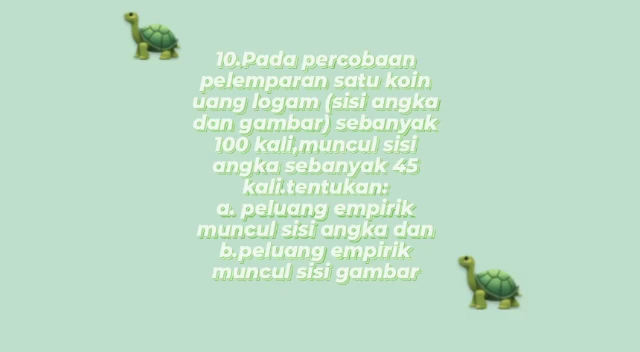 10.Pada percobaan
pelemparan satu koin
uang logam (sisi angka
dan gambar) sebanyak
100 kali,muncul sisi
angka sebanyak 45
kali.tentukan:
a. peluang empirik
muncul sisi angka dan
b.peluang empirik
muncul sisi gambar